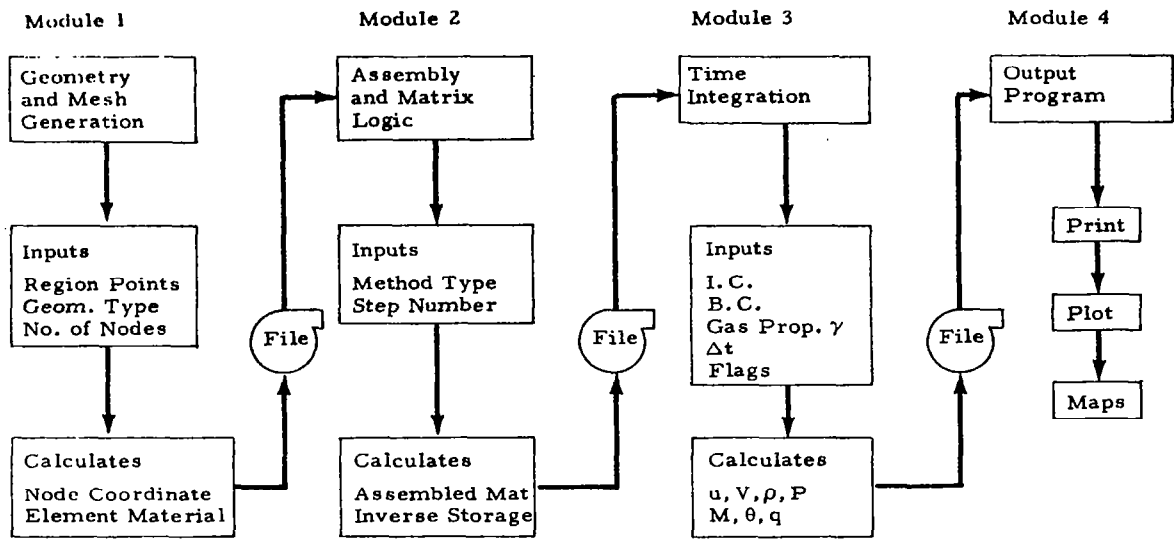 Module 1
Geometry
and Mesh
Generation
Inputs
Region Points
Geom. Type
No. of Nodes
Calculates
Node Coordinate
Element Material
File
Module 2
Assembly
and Matrix
Logic
Inputs
Method Type
Step Number
Calculates
Assembled Mat
Inverse Storage
File
Module 3
Time
Integration
Inputs
I.C.
B.C.
Gas Prop. γ
Δt
Flags
Calculates
u, V, ρ, P
M, θ, q
File
Module 4
Output
Program
Print
Plot
Maps